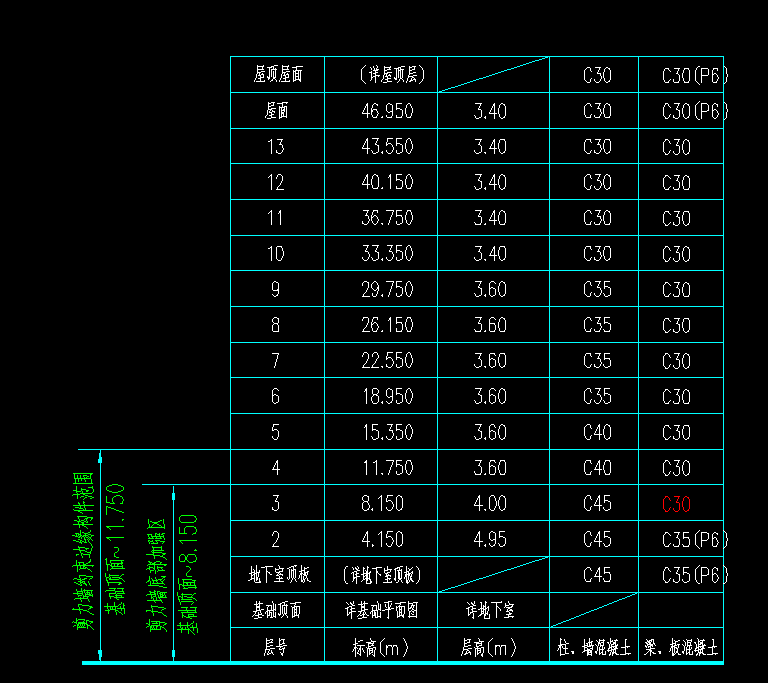 屋顶屋面 (详屋顶层) C30 C30(P6)
屋面 46.950 3.40 C30 C30(P6)
13 43.550 3.40 C30 C30
12 40.150 3.40 C30 C30
11 36.750 3.40 C30 C30
10 33.350 3.40 C30 C30
9 29.750 3.60 C35 C30
8 26.150 3.60 C35 C30
7 22.550 3.60 C35 C30
6 18.950 3.60 C35 C30
5 15.350 3.60 C40 C30
4 11.750 3.60 C40 C30
3 8.150 4.00 C45 C30
2 4.150 4.95 C45 C35(P6)
地下室顶板 (详地下室顶板) C45 C35(P6)
基础顶面 详基础平面图 详地下室
层号 标高(m) 层高(m) 柱、墙混凝土 梁、板混凝土
剪力墙约束边缘构件范围
基础顶面~11.750
剪力墙底部加强区
基础顶面~8.150